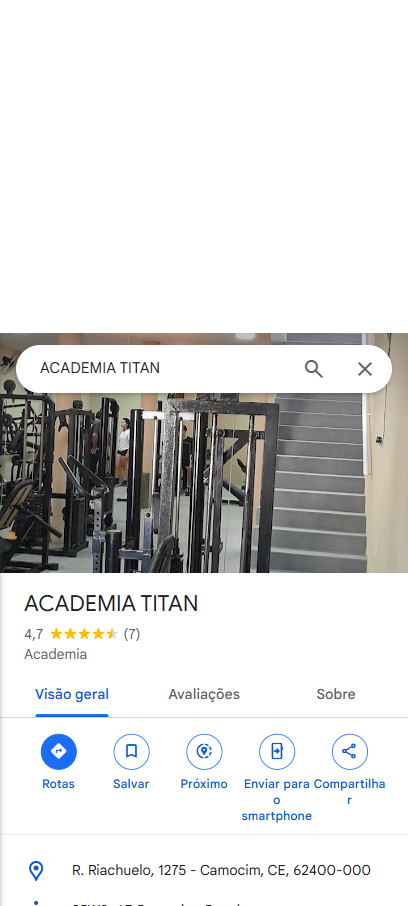 ACADEMIA TITAN
ACADEMIA TITAN
4,7 (7)
Academia
Visão geral Avaliações Sobre
Rotas Salvar Próximo Enviar para o smartphone Compartilhar
R. Riachuelo, 1275 - Camocim, CE, 62400-000